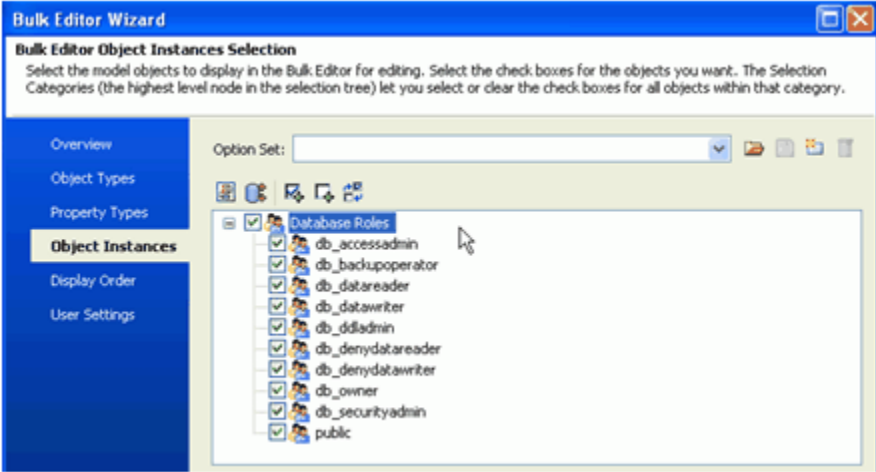 Bulk Editor Wizard
Bulk Editor Object Instances Selection
Select the model objects to display in the Bulk Editor for editing. Select the check boxes for the objects you want. The Selection
Categories (the highest level node in the selection tree) let you select or clear the check boxes for all objects within that category.
Overview
Object Types
Property Types
Object Instances
Display Order
User Settings
Option Set:
Database Roles
db_accessadmin
db_backupoperator
db_datareader
db_datawriter
db_ddladmin
db_denydatareader
db_denydatawriter
db_owner
db_securityadmin
public